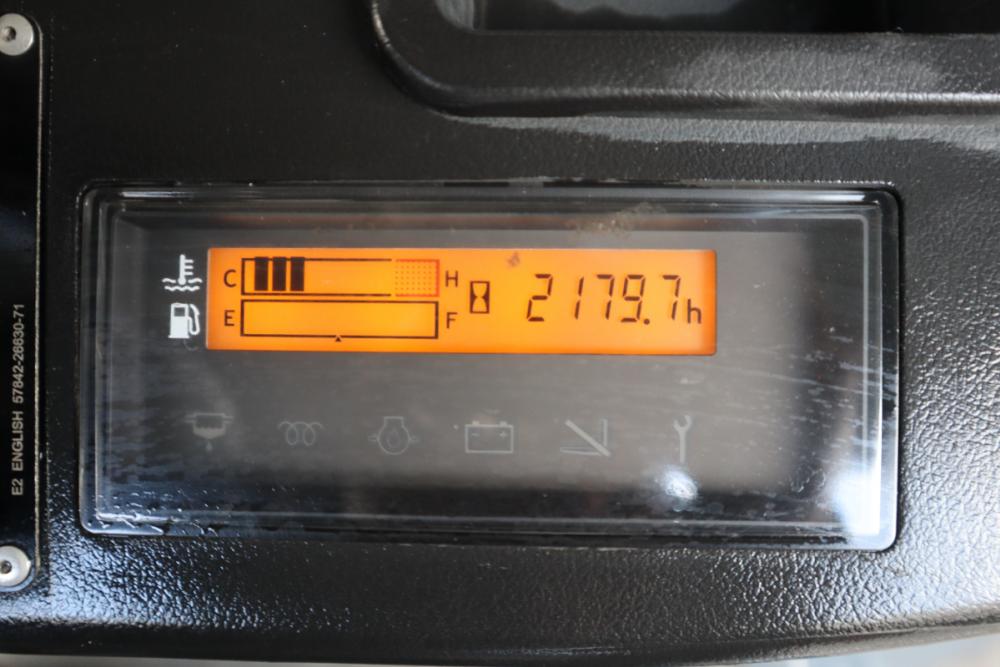 C H
E F
2179.7h
E2 ENGLISH 57842-26630-71